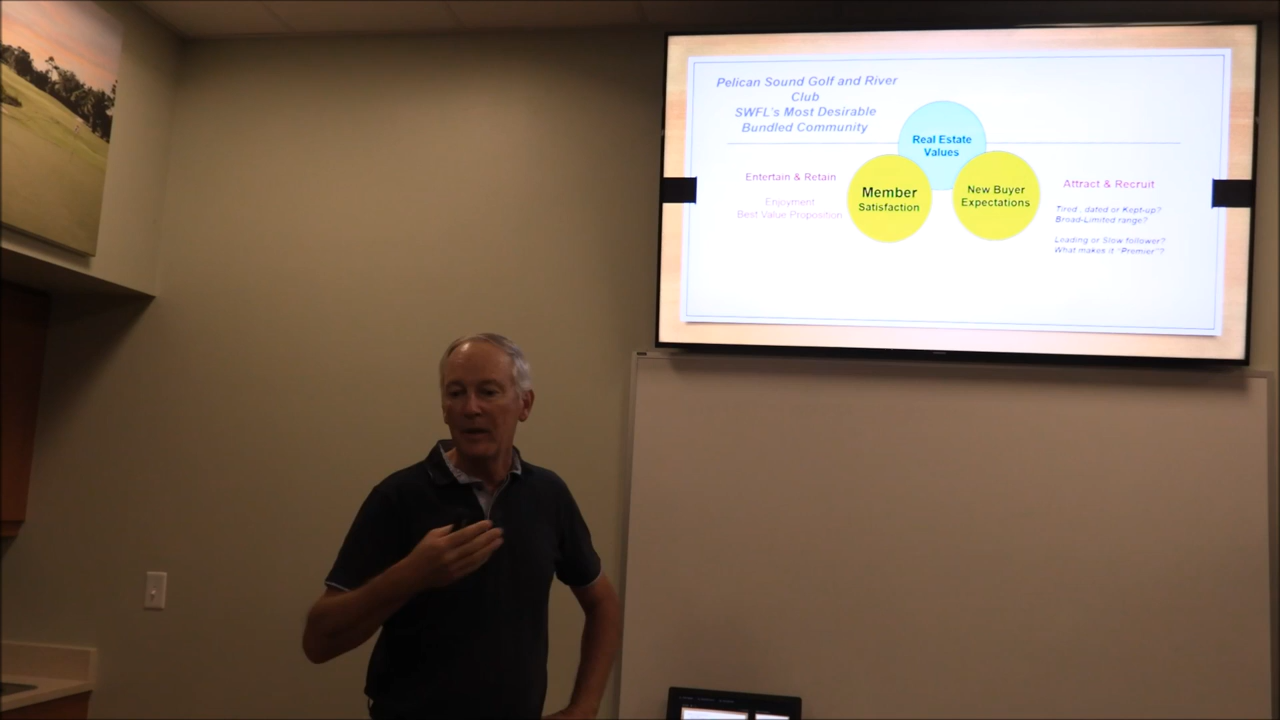 Pelican Sound Golf and River
Club
SWFL's Most Desirable
Bundled Community
Real Estate
Values
Entertain & Retain
Enjoyment
Best Value Proposition
Member
Satisfaction
New Buyer
Expectations
Attract & Recruit
Tired , dated or Kept-up?
Broad-Limited range?
Leading or Slow follower?
What makes it "Premier"?